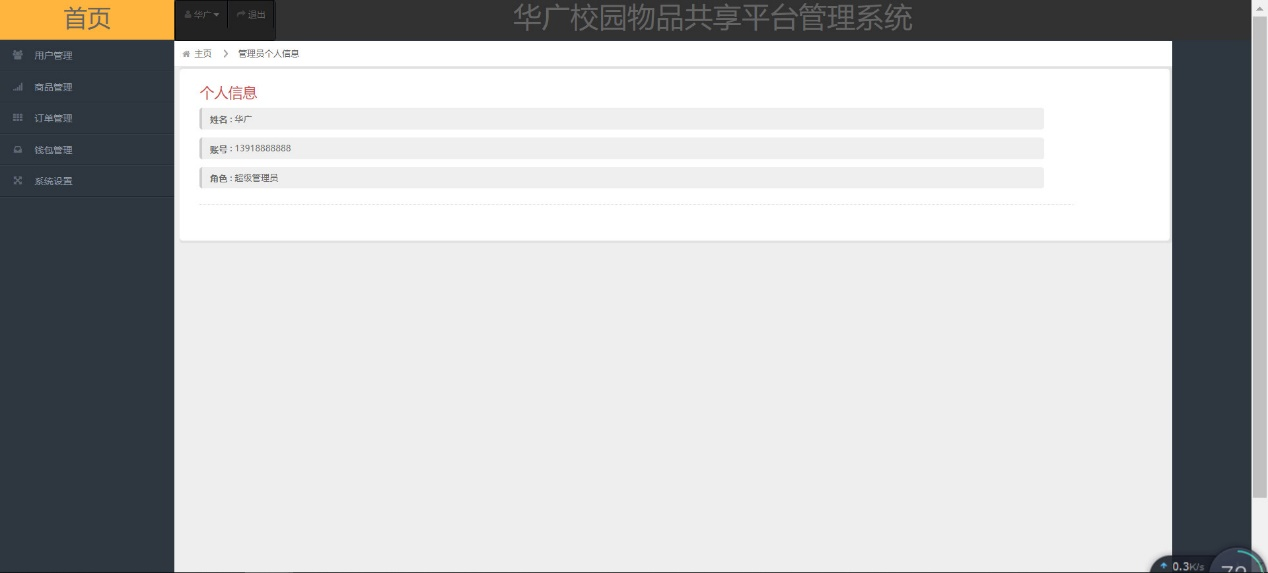 首页
华广
退出
华广校园物品共享平台管理系统
主页 > 管理员个人信息
用户管理
商品管理
订单管理
钱包管理
系统设置
个人信息
姓名 : 华广
账号 : 13918888888
角色 : 超级管理员
0.3K/s